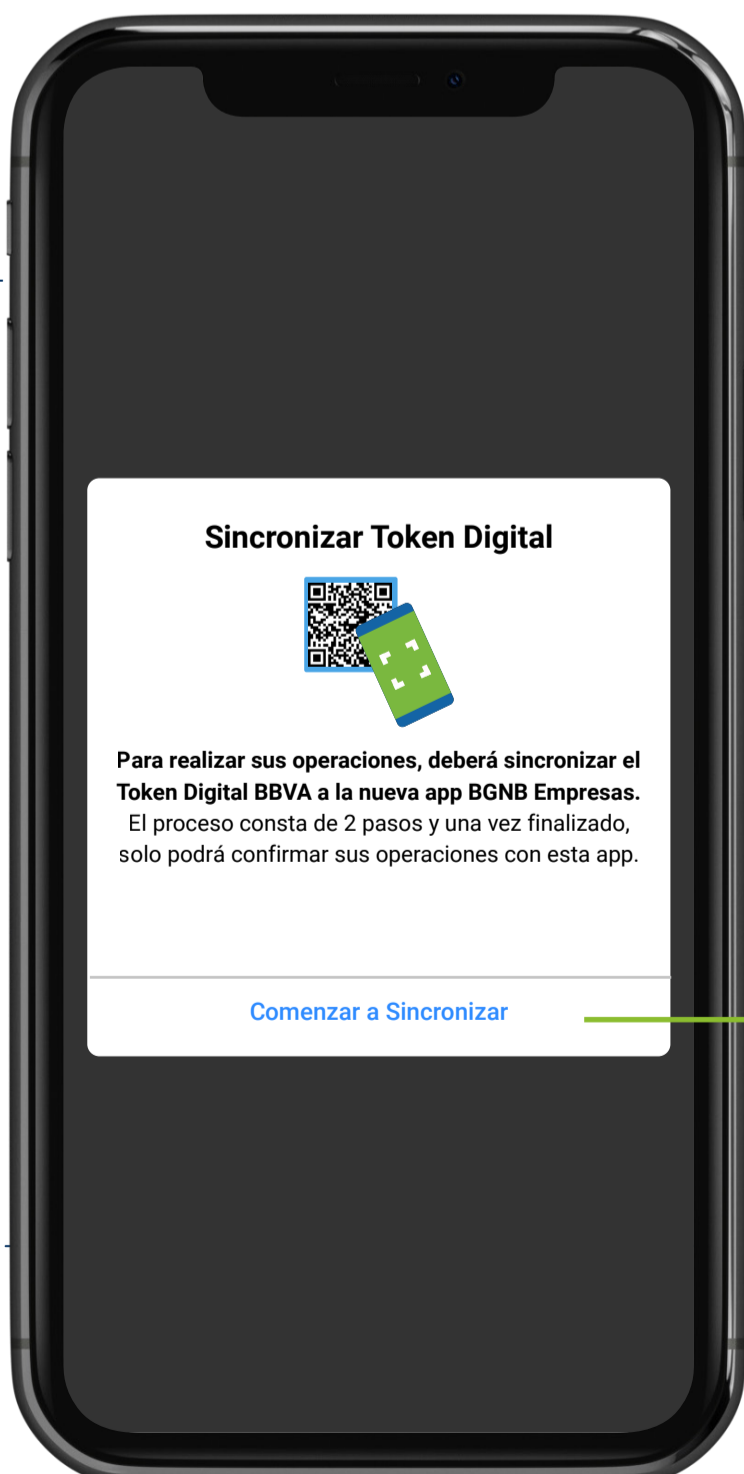 Sincronizar Token Digital
Para realizar sus operaciones, deberá sincronizar el
Token Digital BBVA a la nueva app BGNB Empresas.
El proceso consta de 2 pasos y una vez finalizado,
solo podrá confirmar sus operaciones con esta app.
Comenzar a Sincronizar